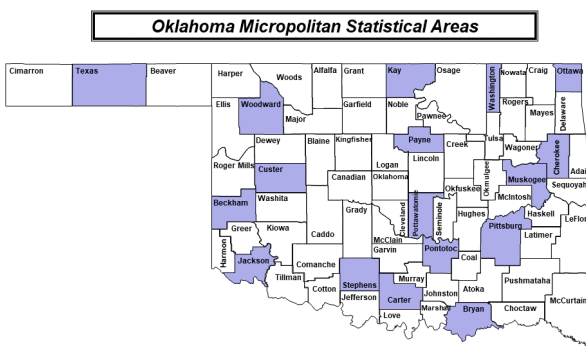 Oklahoma Micropolitan Statistical Areas
Cimarron
Texas
Beaver
Harper
Woods
Alfalfa
Grant
Kay
Osage
Washington
Nowata
Craig
Ottawa
Ellis
Woodward
Major
Garfield
Noble
Pawnee
Rogers
Mayes
Delaware
Dewey
Blaine
Kingfisher
Logan
Payne
Lincoln
Creek
Tulsa
Wagoner
Cherokee
Adai
Roger Mills
Custer
Canadian
Oklahoma
Okfuskee
Okmulgee
Muskogee
Sequoyah
McIntosh
Beckham
Washita
Grady
Cleveland
Pottawatomie
Seminole
Hughes
Haskell
LeFlor
Greer
Kiowa
Caddo
McClain
Pittsburg
Latimer
Harmon
Jackson
Comanche
Garvin
Pontotoc
Coal
Tillman
Cotton
Stephens
Murray
Johnston
Atoka
Pushmataha
McCurtain
Jefferson
Carter
Marshal
Love
Bryan
Choctaw